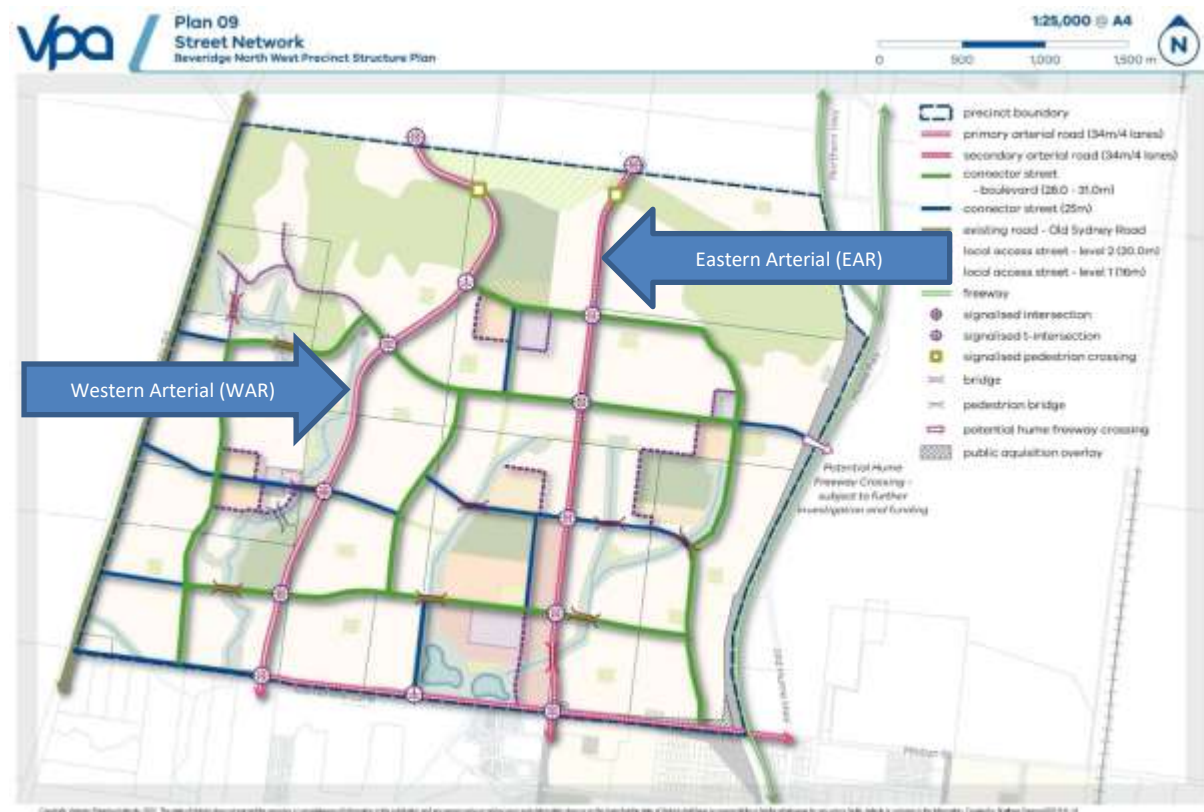 vpa
Plan 09
Street Network
Beveridge North West Precinct Structure Plan
1:25,000 @ A4
0 500 1,000 1,500 m
N
precinct boundary
primary arterial road (34m/4 lanes)
secondary arterial road (34m/4 lanes)
connector street
- boulevard (28.0 - 31.0m)
connector street (25m)
existing road - Old Sydney Road
local access street - level 2 (20.0m)
local access street - level 1 (16m)
freeway
signalised intersection
signalised t-intersection
signalised pedestrian crossing
bridge
pedestrian bridge
potential hume freeway crossing
public aquisition overlay
Northern Hwy
Eastern Arterial (EAR)
Western Arterial (WAR)
Potential Hume
Freeway Crossing -
subject to further
investigation and funding